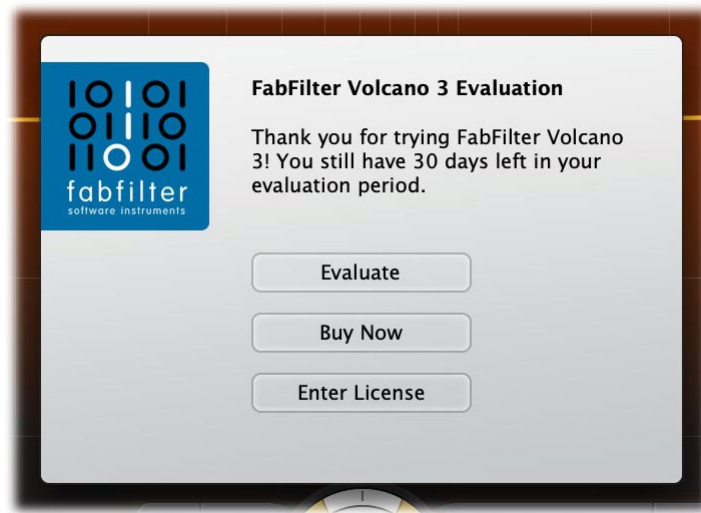 IOIOI
OIIIO
IIOOI
fabfilter
software instruments
FabFilter Volcano 3 Evaluation
Thank you for trying FabFilter Volcano
3! You still have 30 days left in your
evaluation period.
Evaluate
Buy Now
Enter License